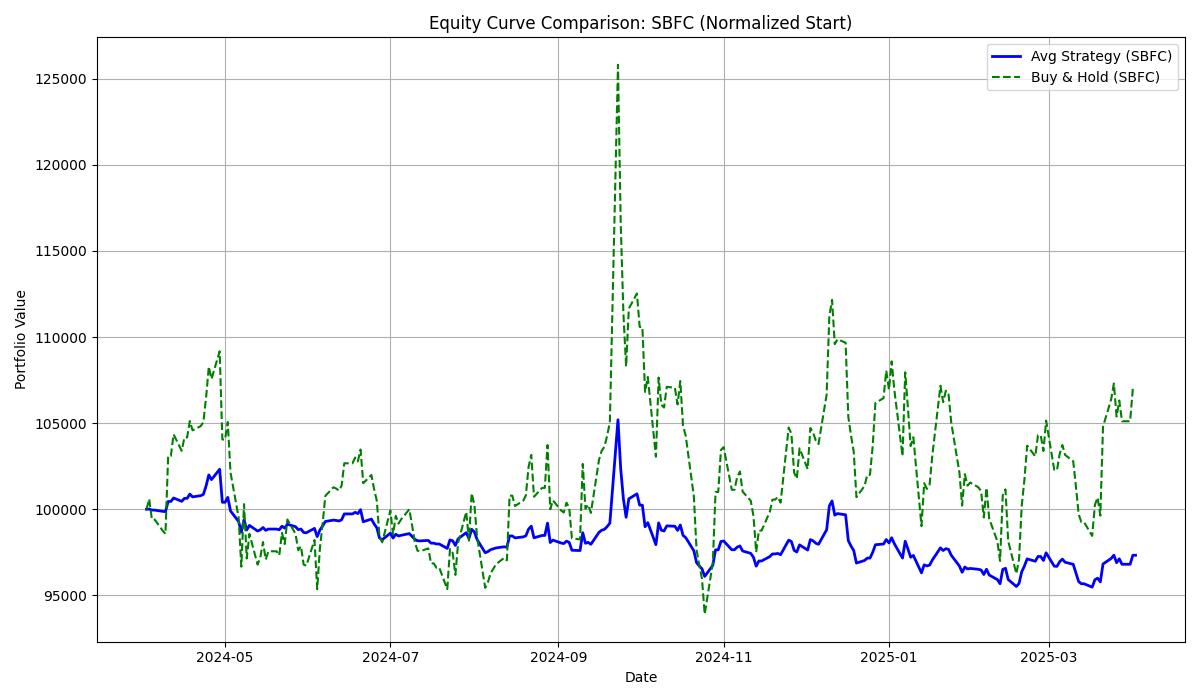 Equity Curve Comparison: SBFC (Normalized Start)
Avg Strategy (SBFC)
Buy & Hold (SBFC)
Portfolio Value
125000
120000
115000
110000
105000
100000
95000
2024-05
2024-07
2024-09
2024-11
2025-01
2025-03
Date